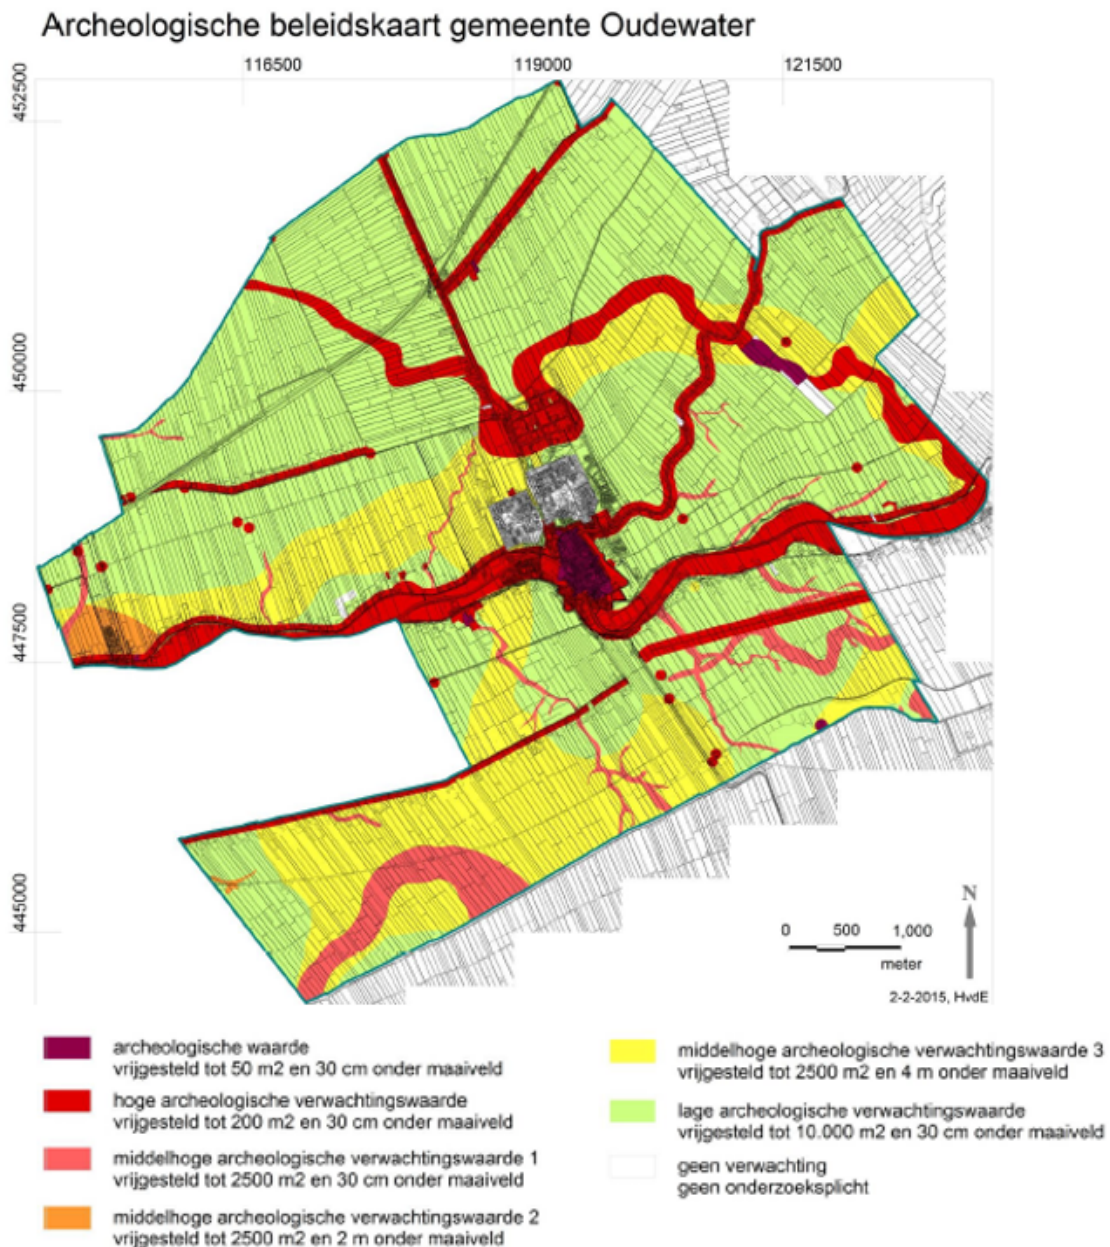 Archeologische beleidskaart gemeente Oudewater
116500
119000
121500
452500
450000
447500
445000
N
0 500 1,000
meter
2-2-2015, HvdE
archeologische waarde
vrijgesteld tot 50 m2 en 30 cm onder maaiveld
hoge archeologische verwachtingswaarde
vrijgesteld tot 200 m2 en 30 cm onder maaiveld
middelhoge archeologische verwachtingswaarde 1
vrijgesteld tot 2500 m2 en 30 cm onder maaiveld
middelhoge archeologische verwachtingswaarde 2
vrijgesteld tot 2500 m2 en 2 m onder maaiveld
middelhoge archeologische verwachtingswaarde 3
vrijgesteld tot 2500 m2 en 4 m onder maaiveld
lage archeologische verwachtingswaarde
vrijgesteld tot 10.000 m2 en 30 cm onder maaiveld
geen verwachting
geen onderzoeksplicht